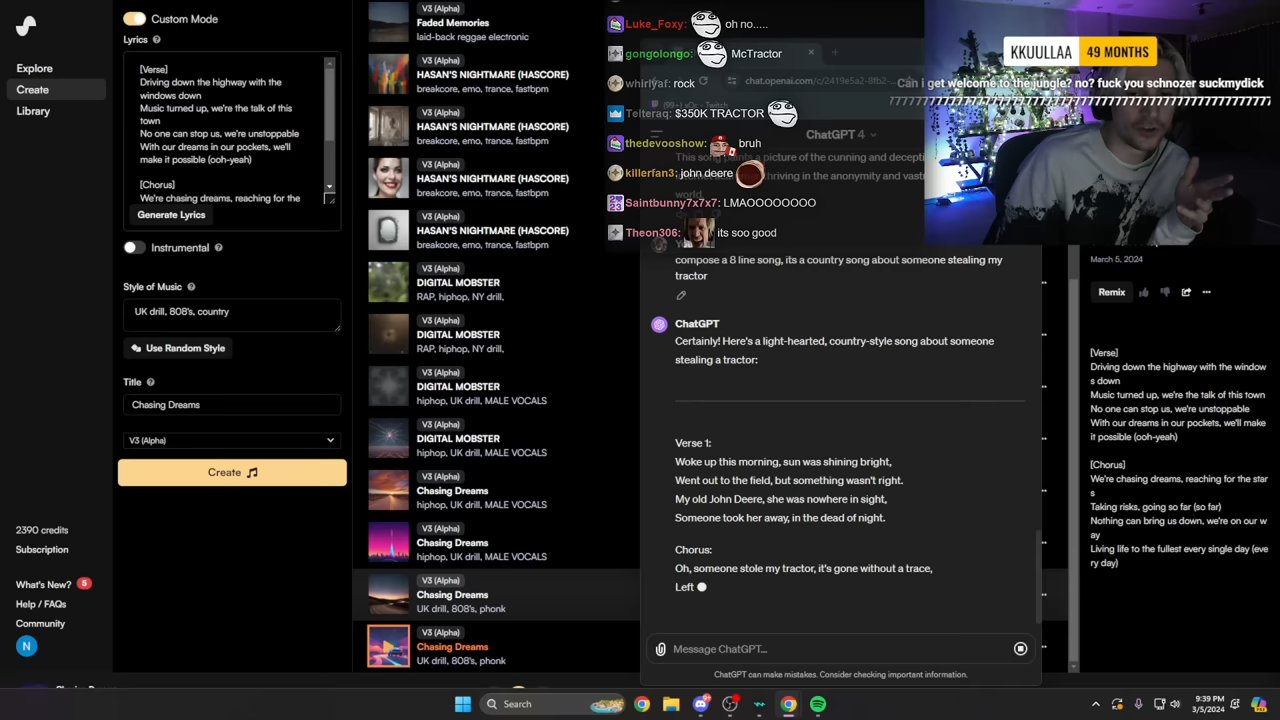 Custom Mode
Lyrics
[Verse]
Driving down the highway with the
windows down
Music turned up, we're the talk of this
town
No one can stop us, we're unstoppable
With our dreams in our pockets, we'll
make it possible (ooh-yeah)
[Chorus]
We're chasing dreams, reaching for the
Generate Lyrics
Instrumental
Style of Music
UK drill, 808's, country
Use Random Style
Title
Chasing Dreams
V3 (Alpha)
Create
Explore
Create
Library
2390 credits
Subscription
What's New? 5
Help / FAQs
Community
N
V3 (Alpha)
Faded Memories
laid-back reggae electronic
V3 (Alpha)
HASAN'S NIGHTMARE (HASCORE)
breakcore, emo, trance, fastbpm
V3 (Alpha)
HASAN'S NIGHTMARE (HASCORE)
breakcore, emo, trance, fastbpm
V3 (Alpha)
HASAN'S NIGHTMARE (HASCORE)
breakcore, emo, trance, fastbpm
V3 (Alpha)
HASAN'S NIGHTMARE (HASCORE)
breakcore, emo, trance, fastbpm
V3 (Alpha)
DIGITAL MOBSTER
RAP, hiphop, NY drill,
V3 (Alpha)
DIGITAL MOBSTER
RAP, hiphop, NY drill,
V3 (Alpha)
DIGITAL MOBSTER
hiphop, UK drill, MALE VOCALS
V3 (Alpha)
DIGITAL MOBSTER
hiphop, UK drill, MALE VOCALS
V3 (Alpha)
Chasing Dreams
hiphop, UK drill, MALE VOCALS
V3 (Alpha)
Chasing Dreams
hiphop, UK drill, MALE VOCALS
V3 (Alpha)
Chasing Dreams
UK drill, 808's, phonk
V3 (Alpha)
Chasing Dreams
UK drill, 808's, phonk
Luke_Foxy: oh no.....
gongolongo: McTractor
whirlyaf: rock
Telteraq: $350K TRACTOR
thedevooshow: bruh
killerfan3: john deere
Saintbunny7x7x7: LMAOOOOOOO
Theon306: its soo good
chat.openai.com/c/2419e5a2-8fb2-
(99+) - Twitch
ChatGPT 4
This song paints a picture of the cunning and decepti
thriving in the anonymity and vast
world.
compose a 8 line song, its a country song about someone stealing my
tractor
ChatGPT
Certainly! Here's a light-hearted, country-style song about someone
stealing a tractor:
Verse 1:
Woke up this morning, sun was shining bright,
Went out to the field, but something wasn't right.
My old John Deere, she was nowhere in sight,
Someone took her away, in the dead of night.
Chorus:
Oh, someone stole my tractor, it's gone without a trace,
Left
Message ChatGPT...
ChatGPT can make mistakes. Consider checking important information.
KKUULLAA 49 MONTHS
Can i get welcome to the jungle? no? fuck you schnozer suckmydick
March 5, 2024
Remix
[Verse]
Driving down the highway with the window
s down
Music turned up, we're the talk of this town
No one can stop us, we're unstoppable
With our dreams in our pockets, we'll make
it possible (ooh-yeah)
[Chorus]
We're chasing dreams, reaching for the star
s
Taking risks, going so far (so far)
Nothing can bring us down, we're on our w
ay
Living life to the fullest every single day (eve
ry day)
Search
9:39 PM
3/5/2024